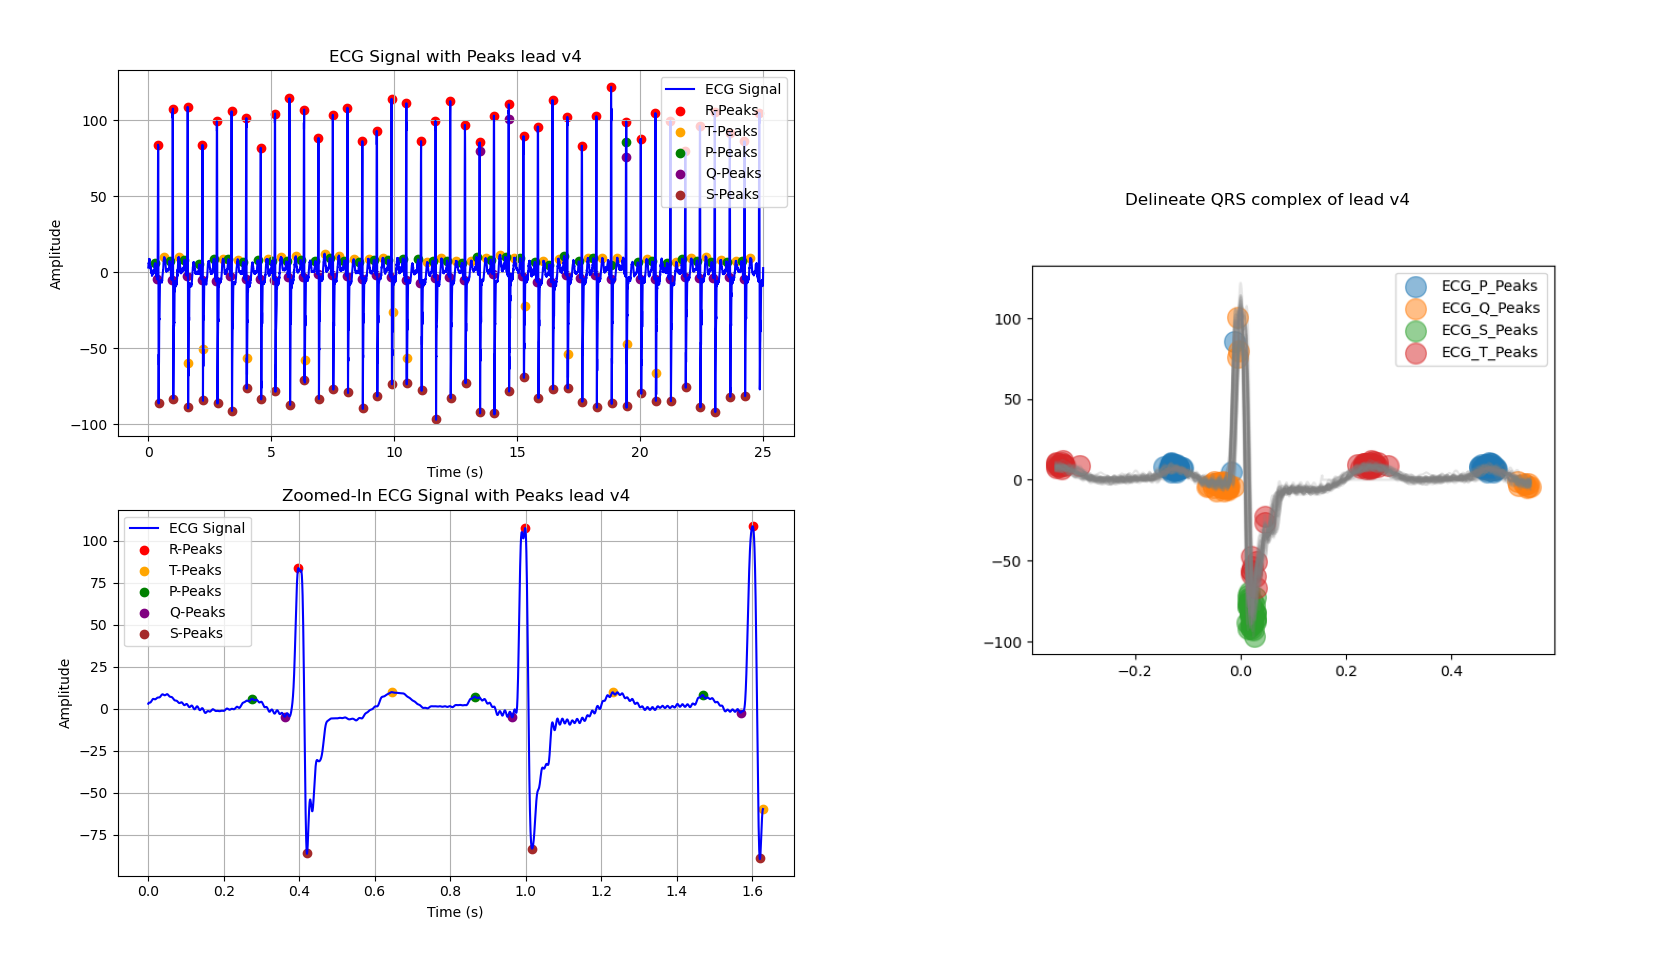 ECG Signal with Peaks lead v4
ECG Signal
R-Peaks
T-Peaks
P-Peaks
Q-Peaks
S-Peaks
Amplitude
100
50
0
−50
−100
0
5
10
15
20
25
Time (s)
Zoomed-In ECG Signal with Peaks lead v4
ECG Signal
R-Peaks
T-Peaks
P-Peaks
Q-Peaks
S-Peaks
Amplitude
100
75
50
25
0
−25
−50
−75
0.0
0.2
0.4
0.6
0.8
1.0
1.2
1.4
1.6
Time (s)
Delineate QRS complex of lead v4
ECG_P_Peaks
ECG_Q_Peaks
ECG_S_Peaks
ECG_T_Peaks
100
50
0
−50
−100
−0.2
0.0
0.2
0.4